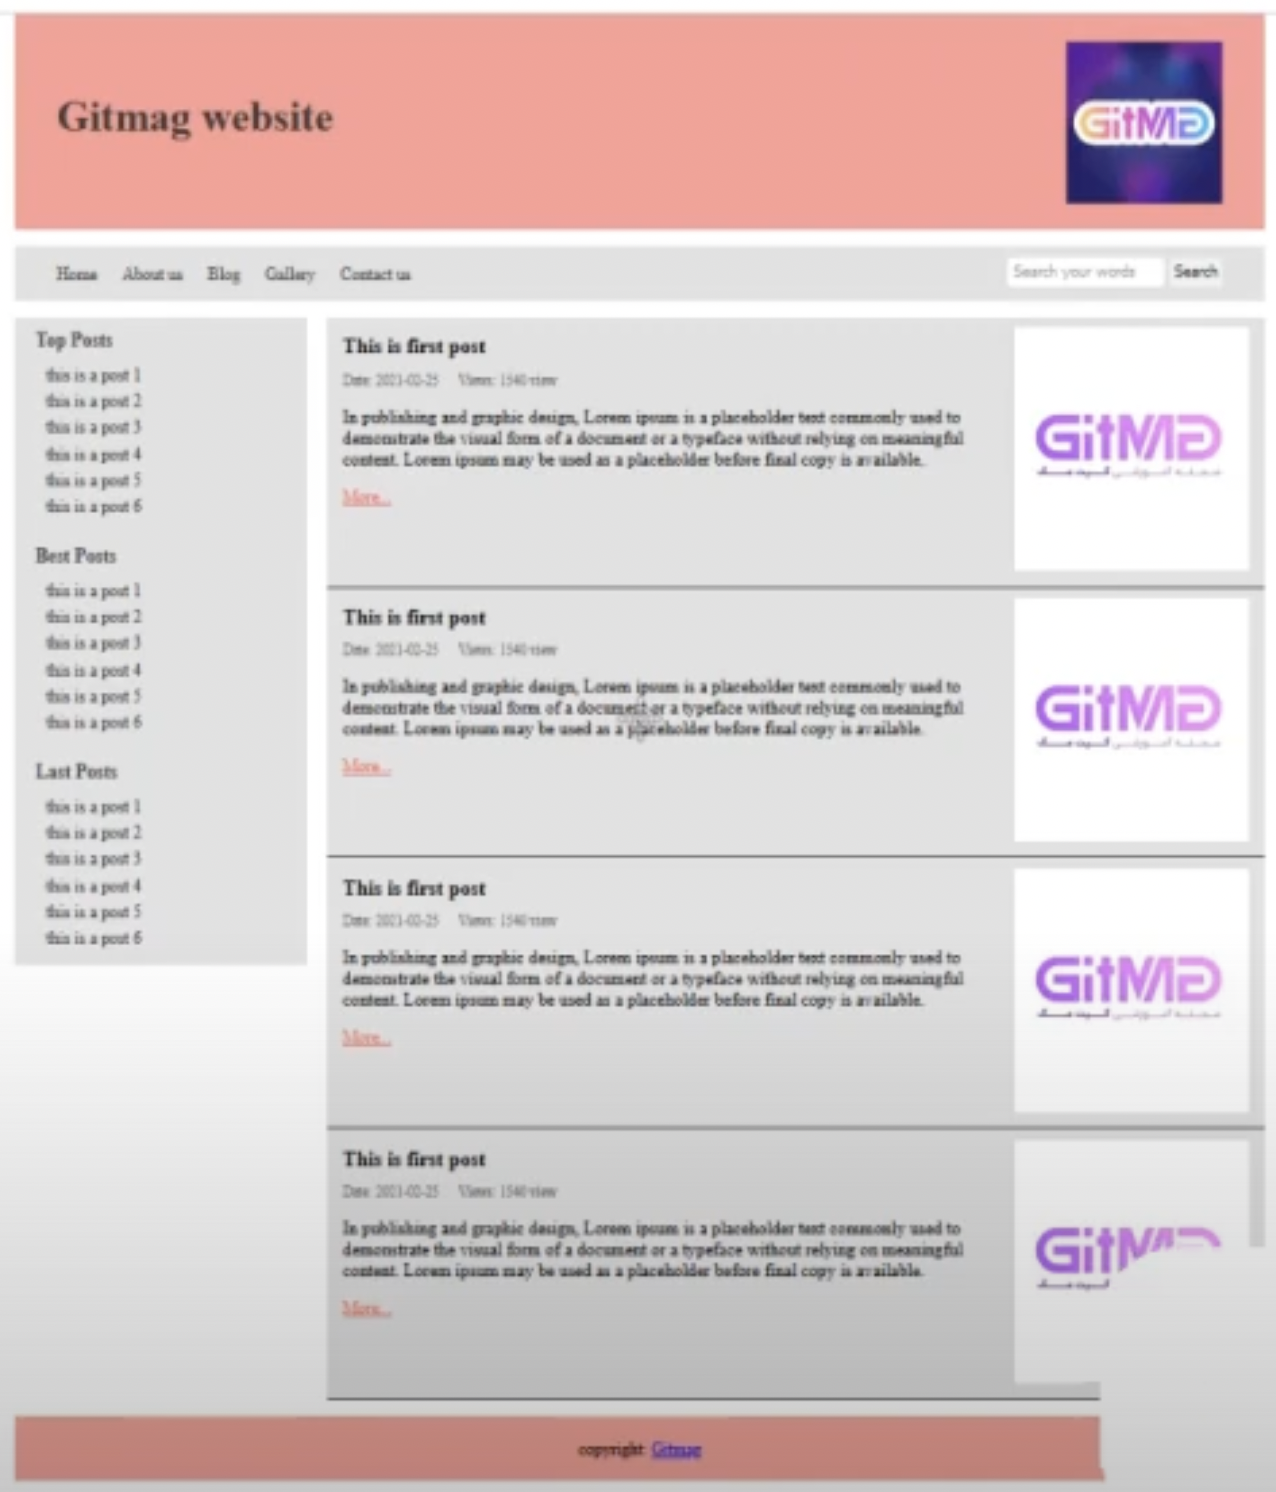 Gitmag website
GitMG
Home About us Blog Gallery Contact us
Search your words Search
Top Posts
this is a post 1
this is a post 2
this is a post 3
this is a post 4
this is a post 5
this is a post 6
Best Posts
this is a post 1
this is a post 2
this is a post 3
this is a post 4
this is a post 5
this is a post 6
Last Posts
this is a post 1
this is a post 2
this is a post 3
this is a post 4
this is a post 5
this is a post 6
This is first post
Date: 2021-02-25 Views: 1540 view
In publishing and graphic design, Lorem ipsum is a placeholder text commonly used to
demonstrate the visual form of a document or a typeface without relying on meaningful
content. Lorem ipsum may be used as a placeholder before final copy is available.
More...
GitMG
مجله آموزشی گیت مگ
This is first post
Date: 2021-02-25 Views: 1540 view
In publishing and graphic design, Lorem ipsum is a placeholder text commonly used to
demonstrate the visual form of a document or a typeface without relying on meaningful
content. Lorem ipsum may be used as a placeholder before final copy is available.
More...
GitMG
مجله آموزشی گیت مگ
This is first post
Date: 2021-02-25 Views: 1540 view
In publishing and graphic design, Lorem ipsum is a placeholder text commonly used to
demonstrate the visual form of a document or a typeface without relying on meaningful
content. Lorem ipsum may be used as a placeholder before final copy is available.
More...
GitMG
مجله آموزشی گیت مگ
This is first post
Date: 2021-02-25 Views: 1540 view
In publishing and graphic design, Lorem ipsum is a placeholder text commonly used to
demonstrate the visual form of a document or a typeface without relying on meaningful
content. Lorem ipsum may be used as a placeholder before final copy is available.
More...
GitM
گیت مگ
copyright: Gitmag